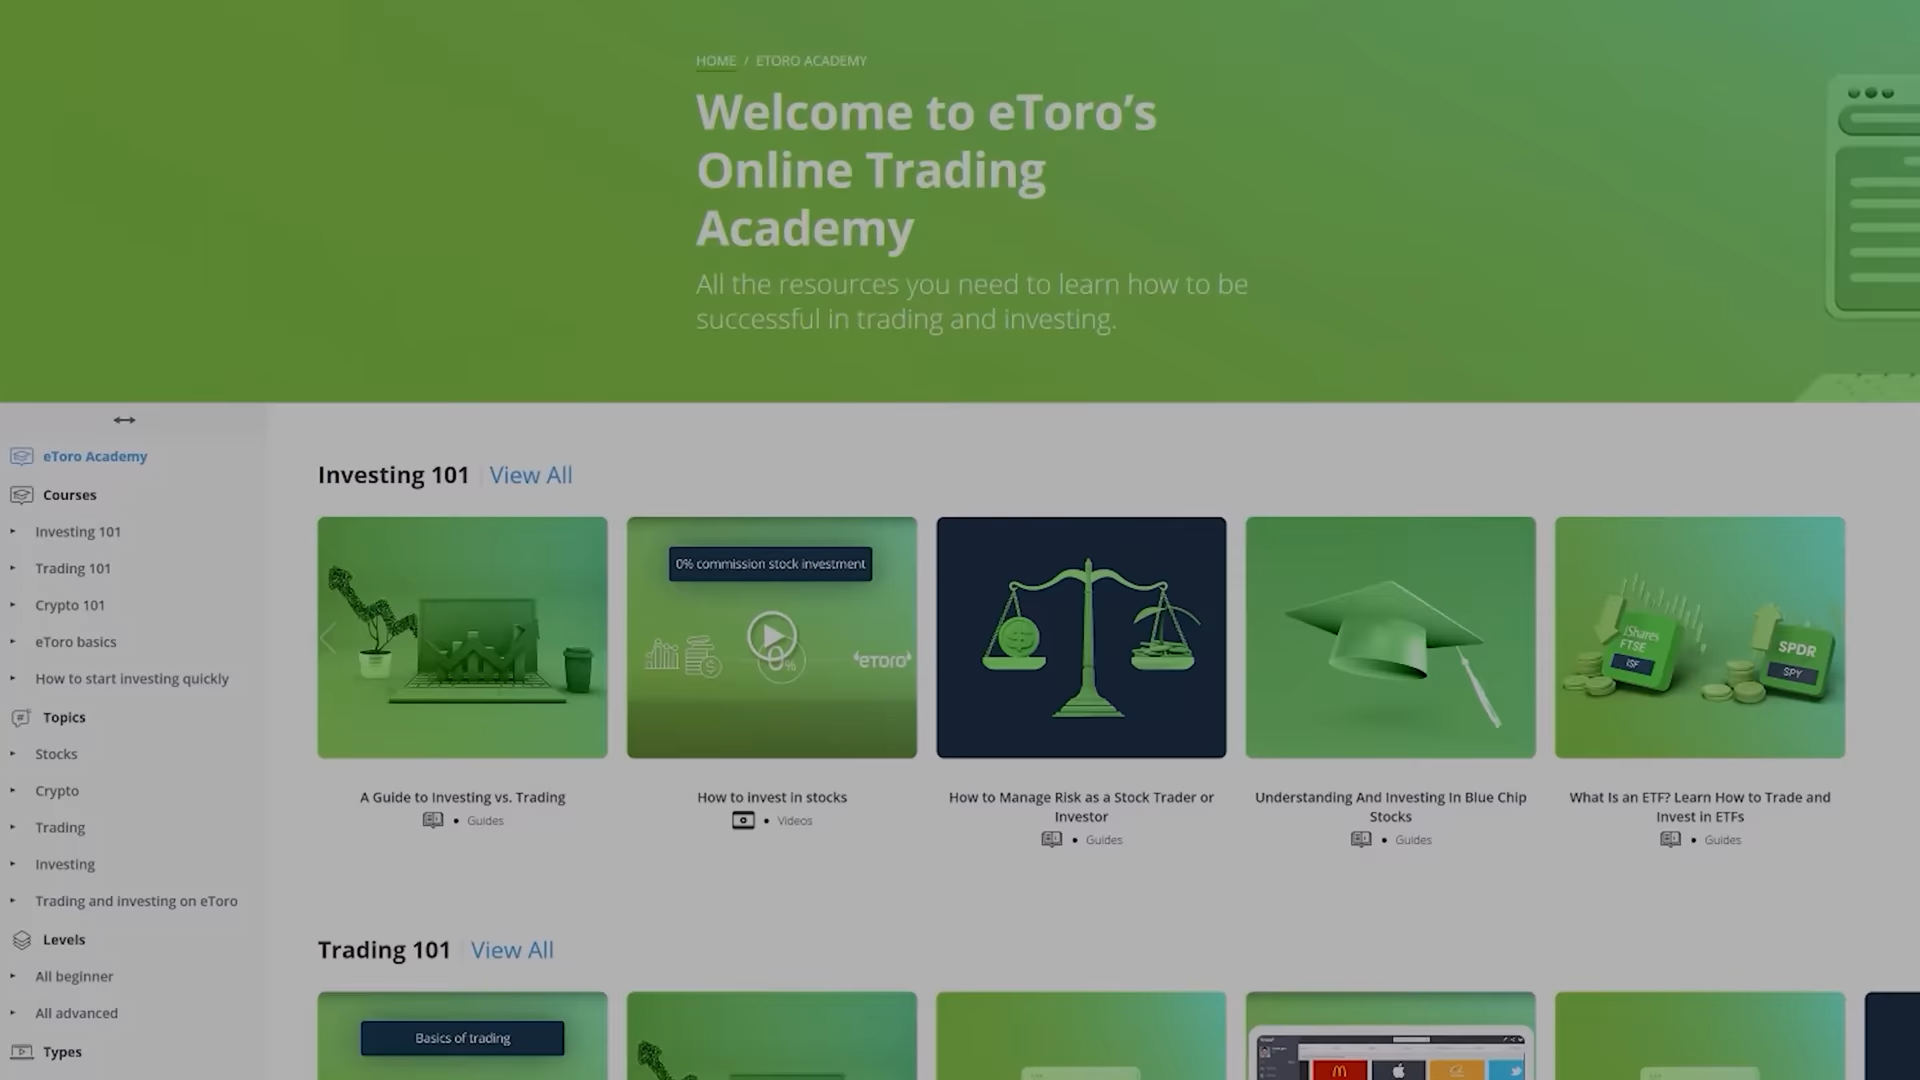 HOME / ETORO ACADEMY
Welcome to eToro’s
Online Trading
Academy
All the resources you need to learn how to be
successful in trading and investing.
eToro Academy
Courses
Investing 101
Trading 101
Crypto 101
eToro basics
How to start investing quickly
Topics
Stocks
Crypto
Trading
Investing
Trading and investing on eToro
Levels
All beginner
All advanced
Types
Investing 101 View All
0% commission stock investment
0%
eToro
iShares
FTSE
ISF
SPDR
SPY
A Guide to Investing vs. Trading
Guides
How to invest in stocks
Videos
How to Manage Risk as a Stock Trader or
Investor
Guides
Understanding And Investing In Blue Chip
Stocks
Guides
What Is an ETF? Learn How to Trade and
Invest in ETFs
Guides
Trading 101 View All
Basics of trading